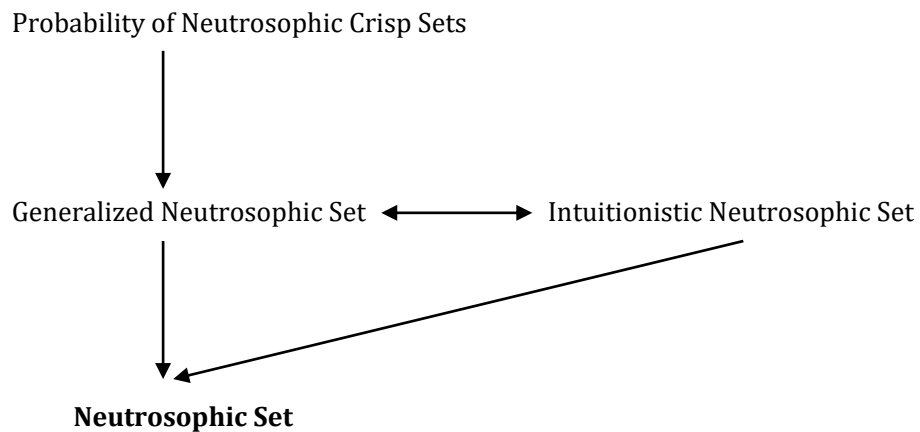 Probability of Neutrosophic Crisp Sets
Generalized Neutrosophic Set
Intuitionistic Neutrosophic Set
Neutrosophic Set